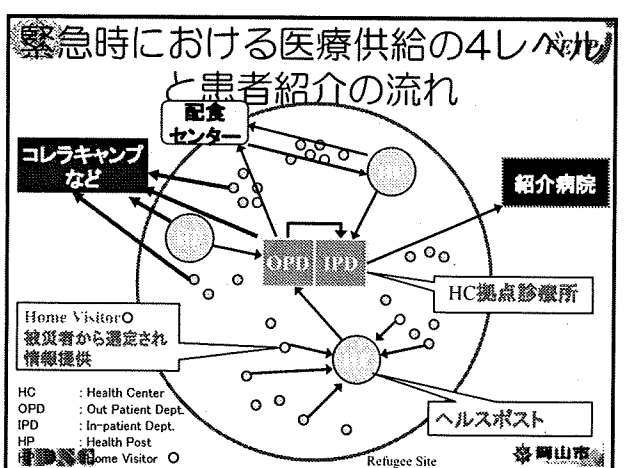 緊急時における医療供給の4レベル
と患者紹介の流れ
FETP
配食
センター
コレラキャンプ
など
紹介病院
OPD
IPD
HC拠点診療所
Home Visitor○
被災者から選定され
情報提供
ヘルスポスト
HC : Health Center
OPD : Out Patient Dept.
IPD : In-patient Dept.
HP : Health Post
Home Visitor ○
Refugee Site
岡山市